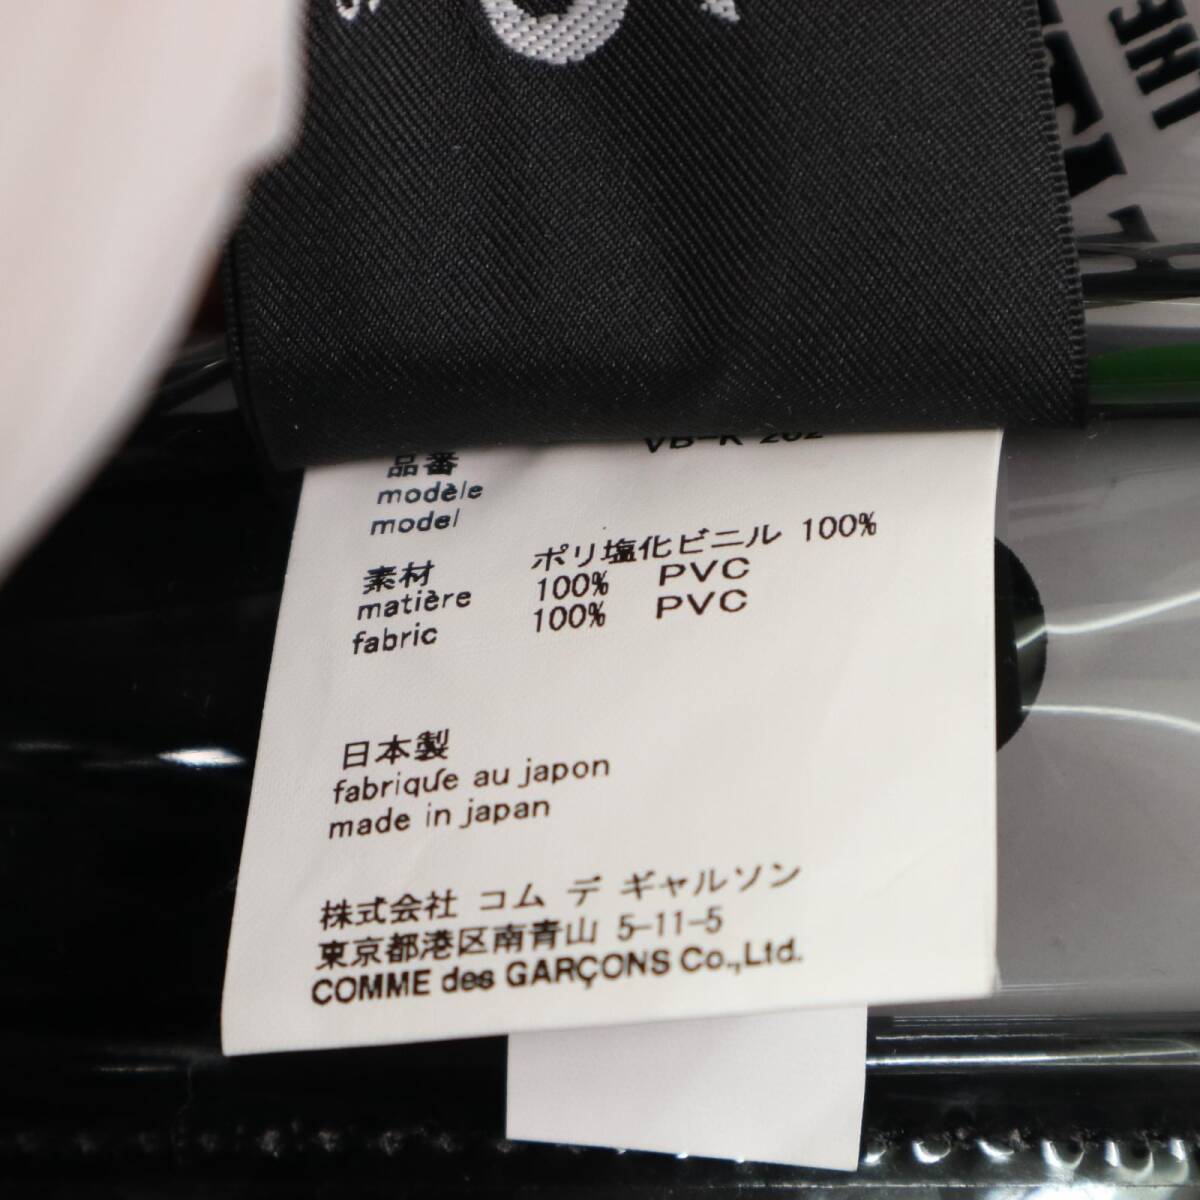 THE
品番 VB-K 202
modèle
model
素材 ポリ塩化ビニル 100%
matière 100% PVC
fabric 100% PVC
日本製
fabrique au japon
made in japan
株式会社 コム デ ギャルソン
東京都港区南青山 5-11-5
COMME des GARÇONS Co.,Ltd.